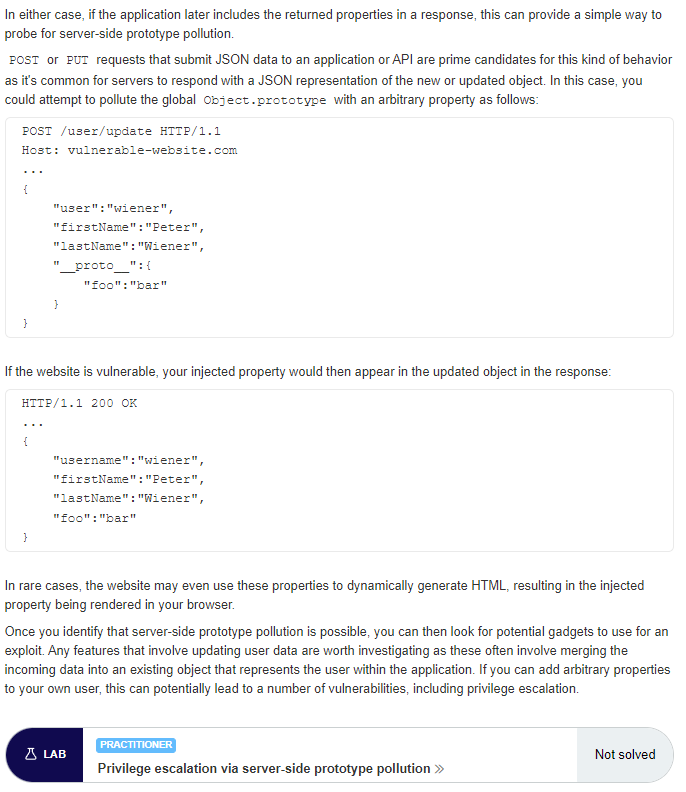 In either case, if the application later includes the returned properties in a response, this can provide a simple way to
probe for server-side prototype pollution.
POST or PUT requests that submit JSON data to an application or API are prime candidates for this kind of behavior
as it's common for servers to respond with a JSON representation of the new or updated object. In this case, you
could attempt to pollute the global Object.prototype with an arbitrary property as follows:
POST /user/update HTTP/1.1
Host: vulnerable-website.com
...
{
    "user":"wiener",
    "firstName":"Peter",
    "lastName":"Wiener",
    "__proto__":{
        "foo":"bar"
    }
}
If the website is vulnerable, your injected property would then appear in the updated object in the response:
HTTP/1.1 200 OK
...
{
    "username":"wiener",
    "firstName":"Peter",
    "lastName":"Wiener",
    "foo":"bar"
}
In rare cases, the website may even use these properties to dynamically generate HTML, resulting in the injected
property being rendered in your browser.
Once you identify that server-side prototype pollution is possible, you can then look for potential gadgets to use for an
exploit. Any features that involve updating user data are worth investigating as these often involve merging the
incoming data into an existing object that represents the user within the application. If you can add arbitrary properties
to your own user, this can potentially lead to a number of vulnerabilities, including privilege escalation.
LAB
PRACTITIONER
Privilege escalation via server-side prototype pollution »
Not solved